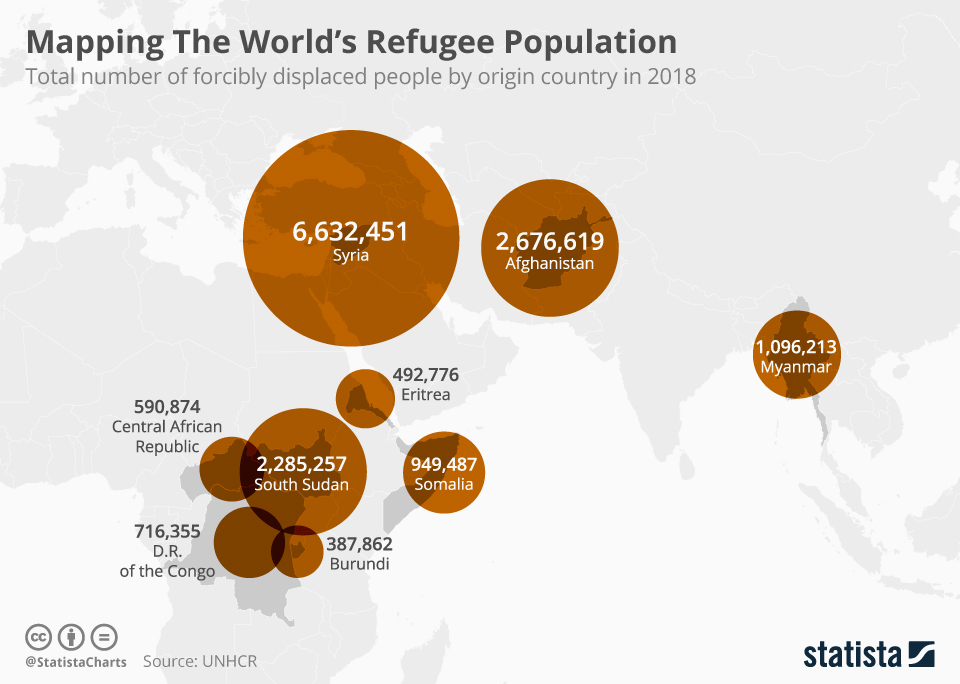 Mapping The World's Refugee Population
Total number of forcibly displaced people by origin country in 2018
6,632,451
Syria
2,676,619
Afghanistan
1,096,213
Myanmar
492,776
Eritrea
590,874
Central African
Republic
2,285,257
South Sudan
949,487
Somalia
716,355
D.R.
of the Congo
387,862
Burundi
cc
@StatistaCharts
Source: UNHCR
statista